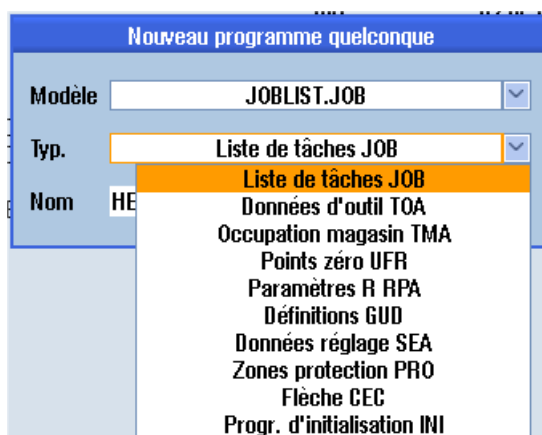 Nouveau programme quelconque
Modèle JOBLIST.JOB
Typ. Liste de tâches JOB
Liste de tâches JOB
Nom HE
Données d'outil TOA
Occupation magasin TMA
Points zéro UFR
Paramètres R RPA
Définitions GUD
Données réglage SEA
Zones protection PRO
Flèche CEC
Progr. d'initialisation INI